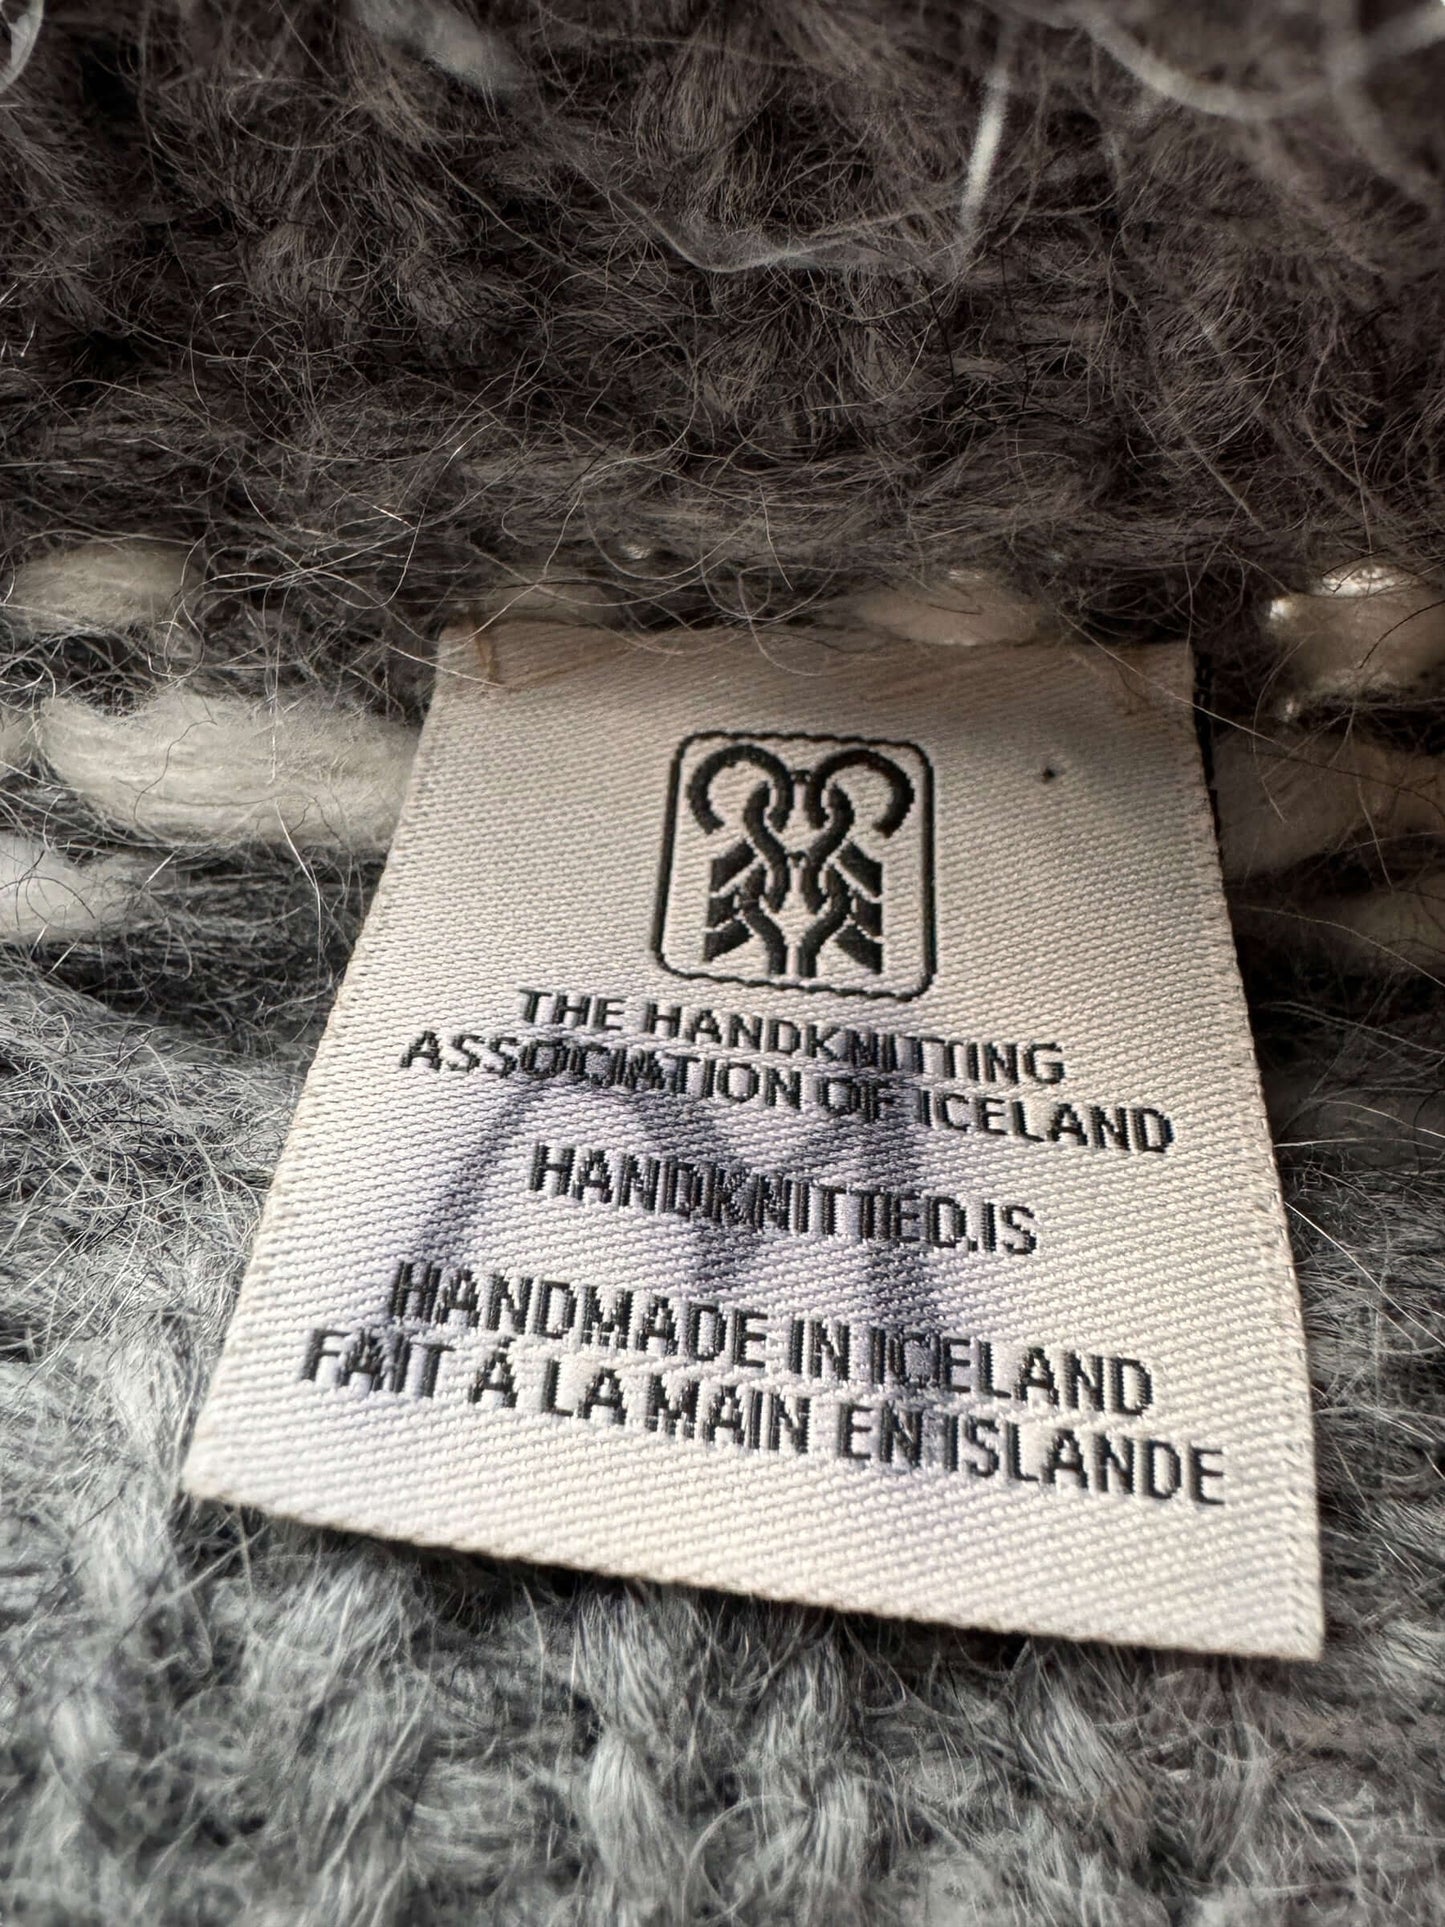 THE HANDKNITTING
ASSOCIATION OF ICELAND
HANDKNITTED.IS
HANDMADE IN ICELAND
FAIT Á LA MAIN EN ISLANDE